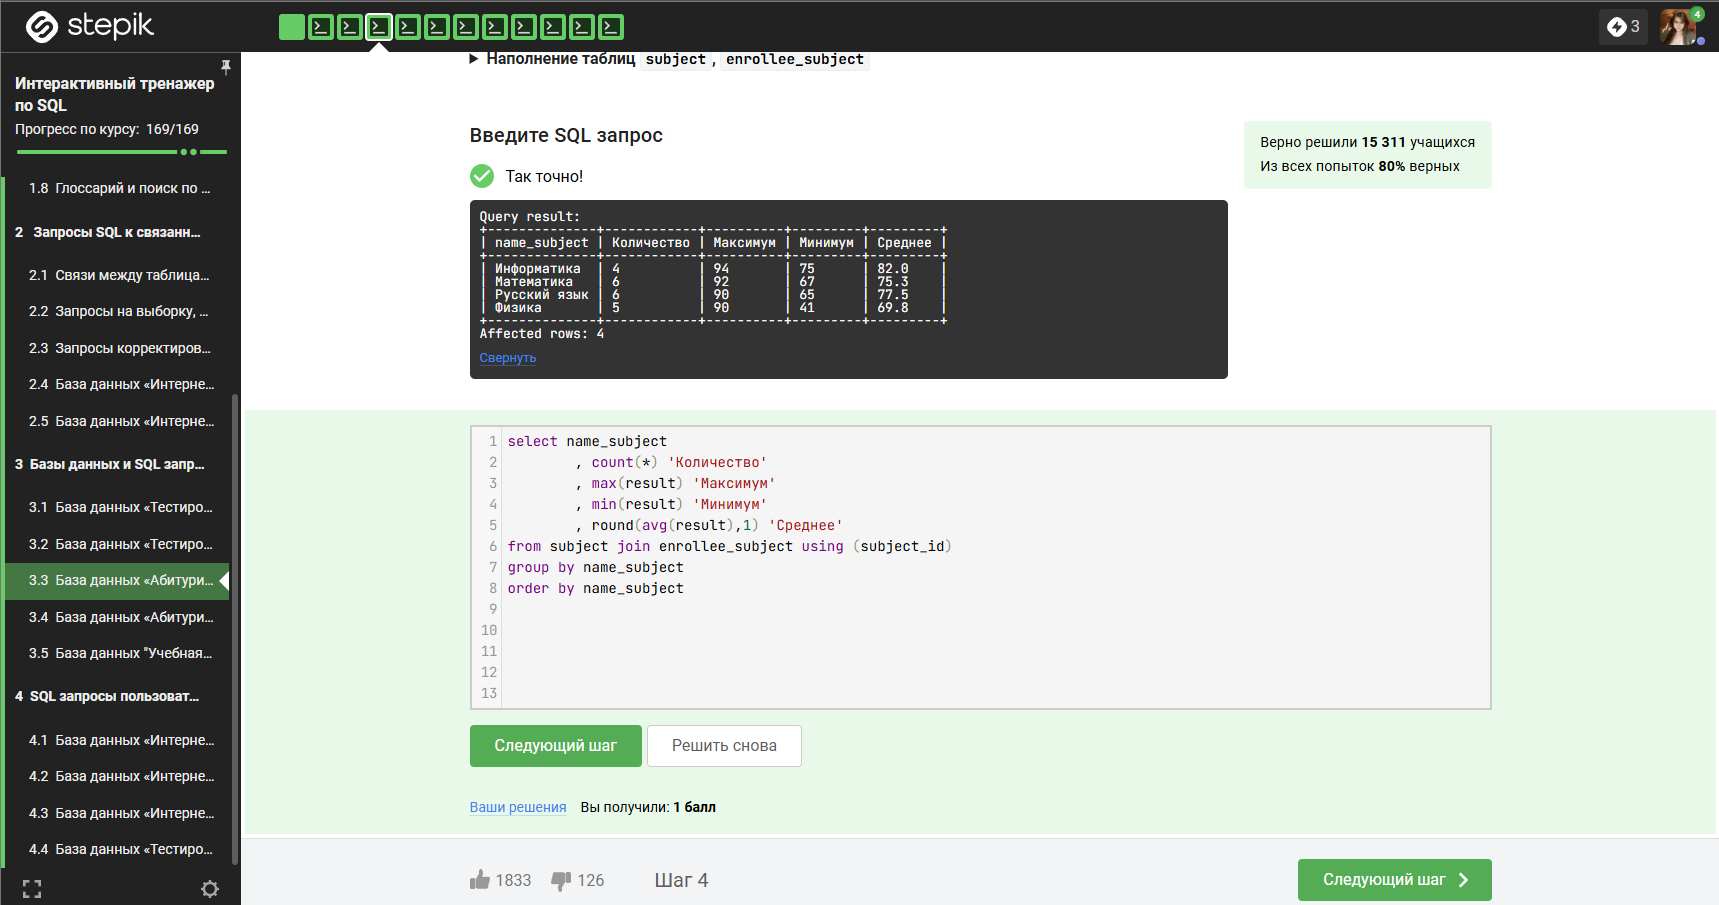 stepik
3
4
Интерактивный тренажер
по SQL
Прогресс по курсу: 169/169
1.8 Глоссарий и поиск по ...
2 Запросы SQL к связанн...
2.1 Связи между таблица...
2.2 Запросы на выборку, ...
2.3 Запросы корректиров...
2.4 База данных «Интерне...
2.5 База данных «Интерне...
3 Базы данных и SQL запр...
3.1 База данных «Тестиро...
3.2 База данных «Тестиро...
3.3 База данных «Абитури...
3.4 База данных «Абитури...
3.5 База данных "Учебная...
4 SQL запросы пользоват...
4.1 База данных «Интерне...
4.2 База данных «Интерне...
4.3 База данных «Интерне...
4.4 База данных «Тестиро...
Наполнение таблиц subject, enrollee_subject
Введите SQL запрос
Так точно!
Верно решили 15 311 учащихся
Из всех попыток 80% верных
Query result:
+--------------+------------+----------+---------+---------+
| name_subject | Количество | Максимум | Минимум | Среднее |
+--------------+------------+----------+---------+---------+
| Информатика | 4 | 94 | 75 | 82.0 |
| Математика | 6 | 92 | 67 | 75.3 |
| Русский язык | 6 | 90 | 65 | 77.5 |
| Физика | 5 | 90 | 41 | 69.8 |
+--------------+------------+----------+---------+---------+
Affected rows: 4
Свернуть
1 select name_subject
2 , count(*) 'Количество'
3 , max(result) 'Максимум'
4 , min(result) 'Минимум'
5 , round(avg(result),1) 'Среднее'
6 from subject join enrollee_subject using (subject_id)
7 group by name_subject
8 order by name_subject
9
10
11
12
13
Следующий шаг
Решить снова
Ваши решения Вы получили: 1 балл
1833 126 Шаг 4
Следующий шаг